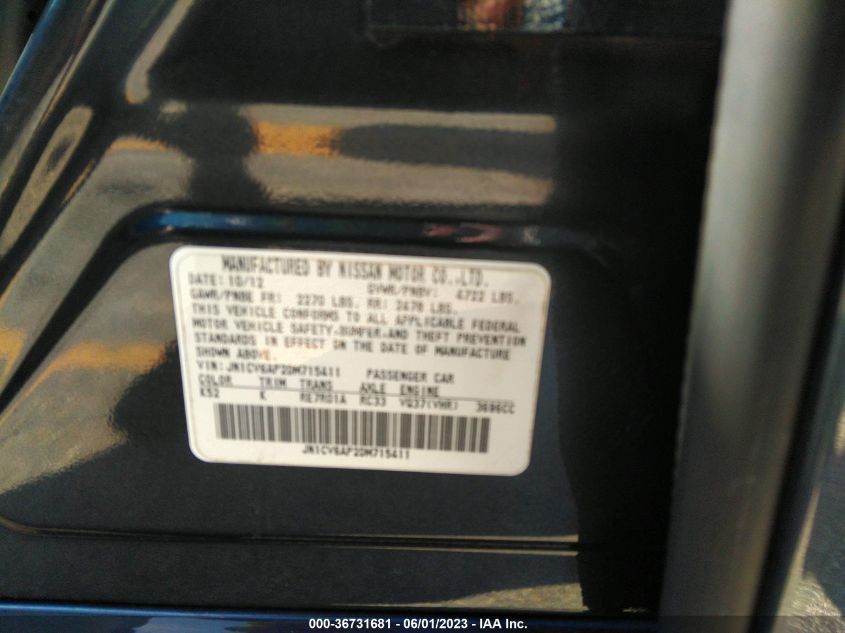 MANUFACTURED BY NISSAN MOTOR CO.,LTD.
DATE: 10/12 GVWR/PNBV: 4722 LBS.
GAWR/PNBE FR: 2270 LBS. RR: 2478 LBS.
THIS VEHICLE CONFORMS TO ALL APPLICABLE FEDERAL
MOTOR VEHICLE SAFETY,BUMPER,AND THEFT PREVENTION
STANDARDS IN EFFECT ON THE DATE OF MANUFACTURE
SHOWN ABOVE.
VIN: JN1CV6AP2DM715411 PASSENGER CAR
COLOR TRIM TRANS AXLE ENGINE
K52 K RE7R01A RC33 VQ37(VHR) 3696CC
JN1CV6AP2DM715411
000-36731681 - 06/01/2023 - IAA Inc.